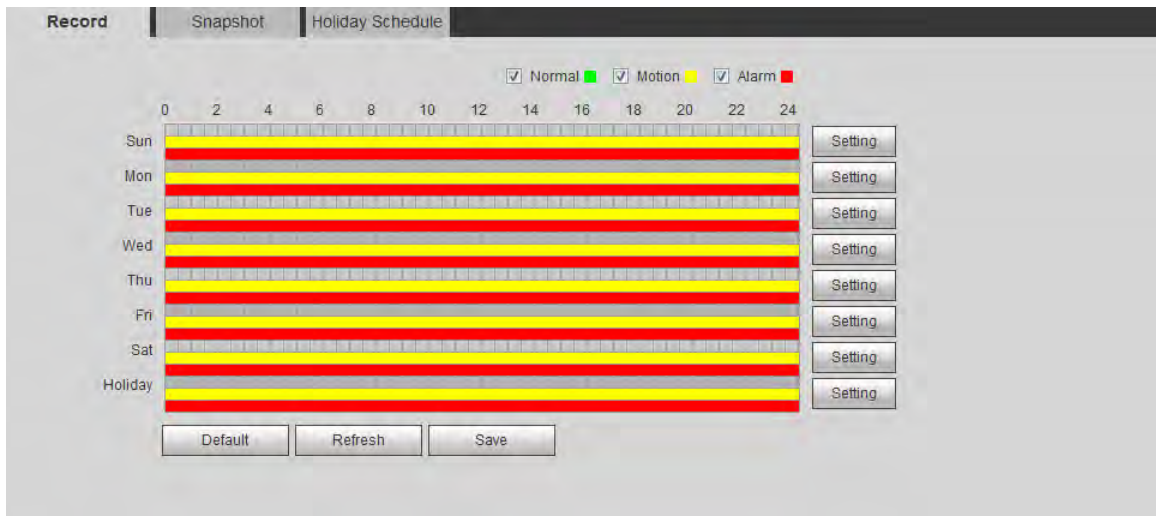 Record Snapshot Holiday Schedule
Normal Motion Alarm
0 2 4 6 8 10 12 14 16 18 20 22 24
Sun Setting
Mon Setting
Tue Setting
Wed Setting
Thu Setting
Fri Setting
Sat Setting
Holiday Setting
Default Refresh Save